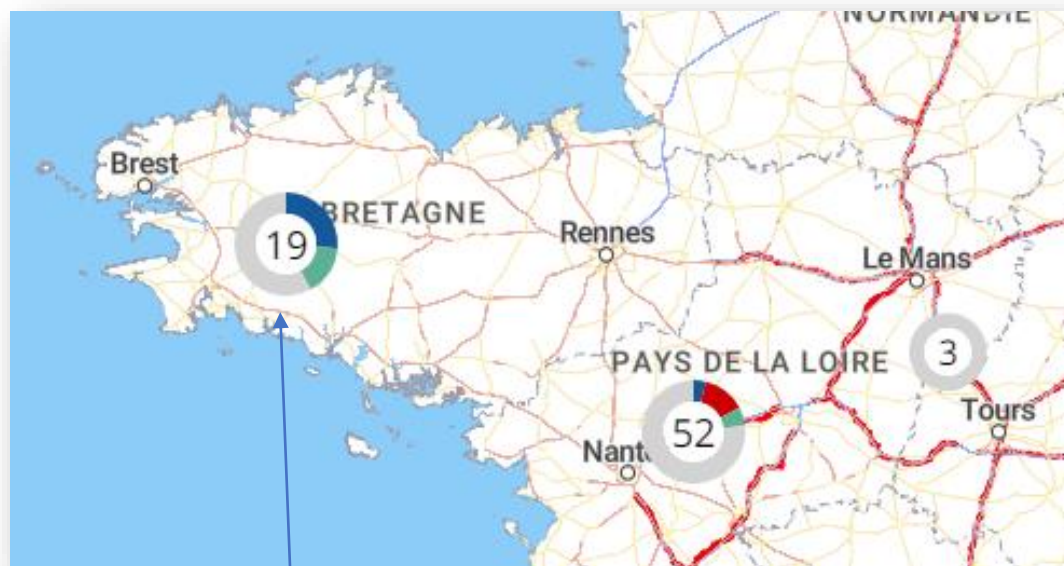 NORMANDIE
Brest
BRETAGNE
19
Rennes
Le Mans
PAYS DE LA LOIRE
3
52
Tours
Nant